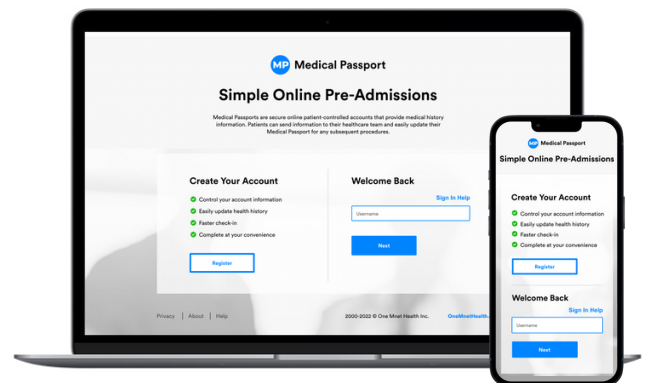 MP Medical Passport
Simple Online Pre-Admissions
Medical Passports are secure online patient-controlled accounts that provide medical history
information. Patients can send information to their healthcare team and easily update their
Medical Passport for any subsequent procedures.
Create Your Account
Control your account information
Easily update health history
Faster check-in
Complete at your convenience
Register
Welcome Back
Sign In Help
Username
Next
Privacy | About | Help
2000-2022 © One Mnet Health Inc.
OneMnetHealth.
MP Medical Passport
Simple Online Pre-Admissions
Create Your Account
Control your account information
Easily update health history
Faster check-in
Complete at your convenience
Register
Welcome Back
Sign In Help
Username
Next